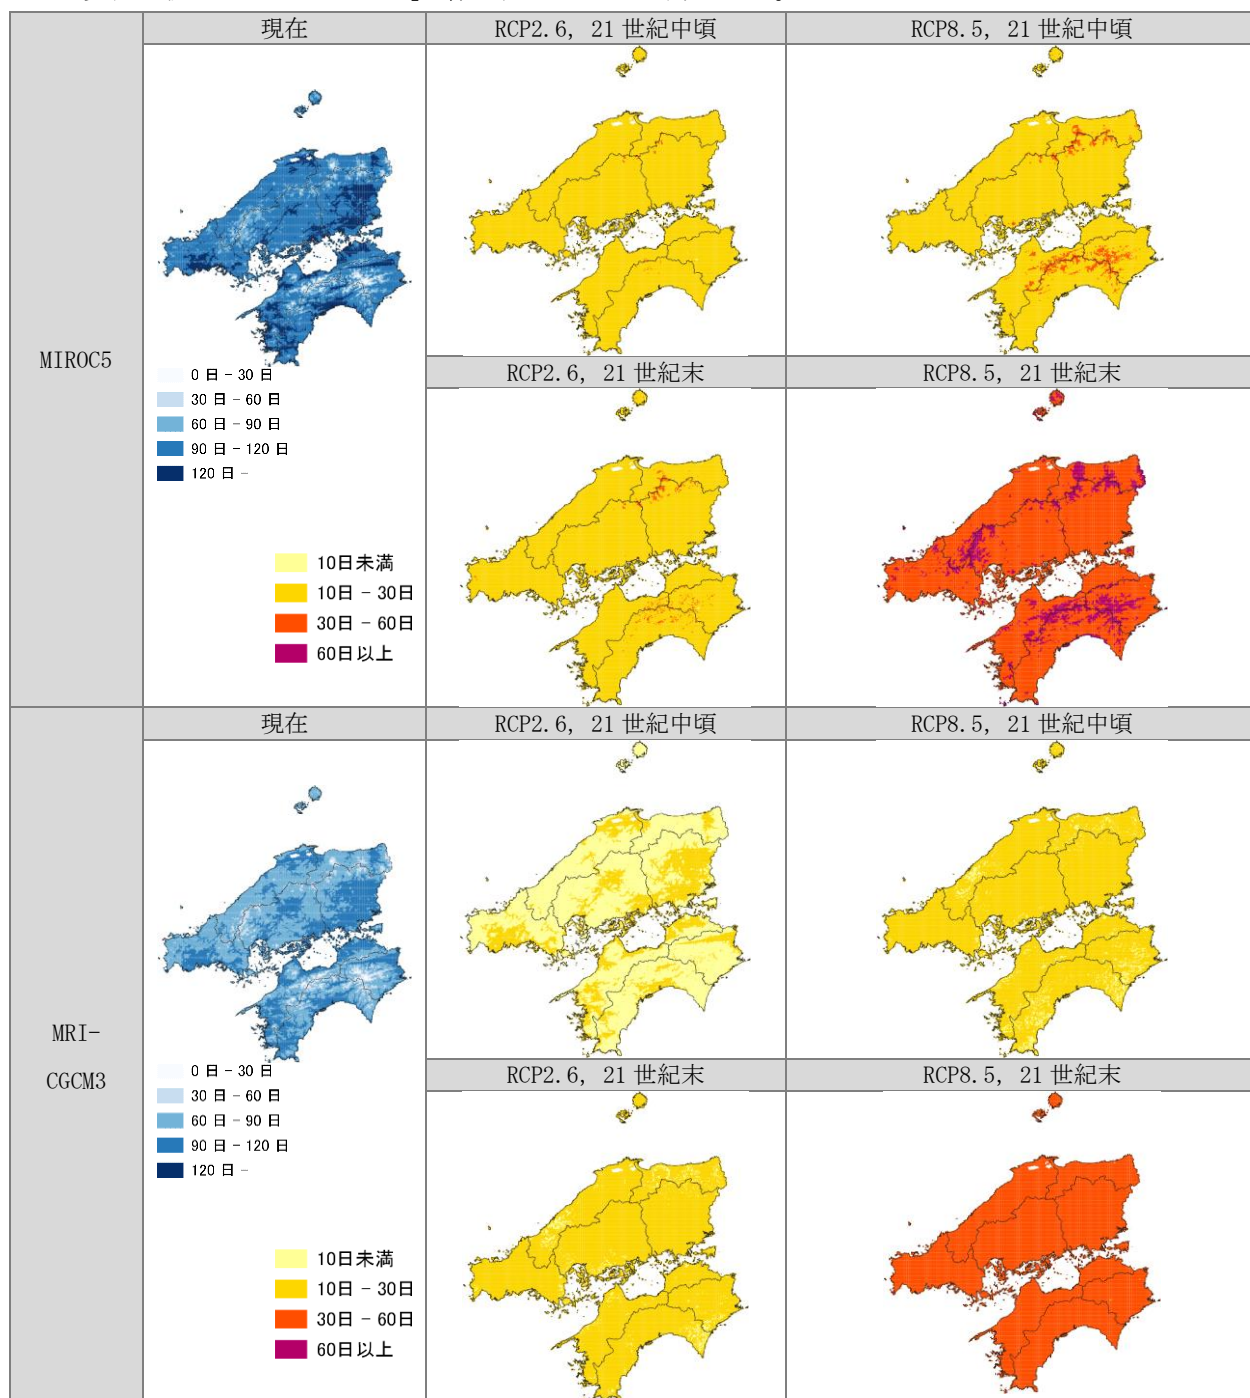 現在
RCP2.6, 21 世紀中頃
RCP8.5, 21 世紀中頃
MIROC5
0 日 - 30 日
30 日 - 60 日
60 日 - 90 日
90 日 - 120 日
120 日 -
10日未満
10日 - 30日
30日 - 60日
60日以上
RCP2.6, 21 世紀末
RCP8.5, 21 世紀末
現在
RCP2.6, 21 世紀中頃
RCP8.5, 21 世紀中頃
MRI-
CGCM3
0 日 - 30 日
30 日 - 60 日
60 日 - 90 日
90 日 - 120 日
120 日 -
10日未満
10日 - 30日
30日 - 60日
60日以上
RCP2.6, 21 世紀末
RCP8.5, 21 世紀末